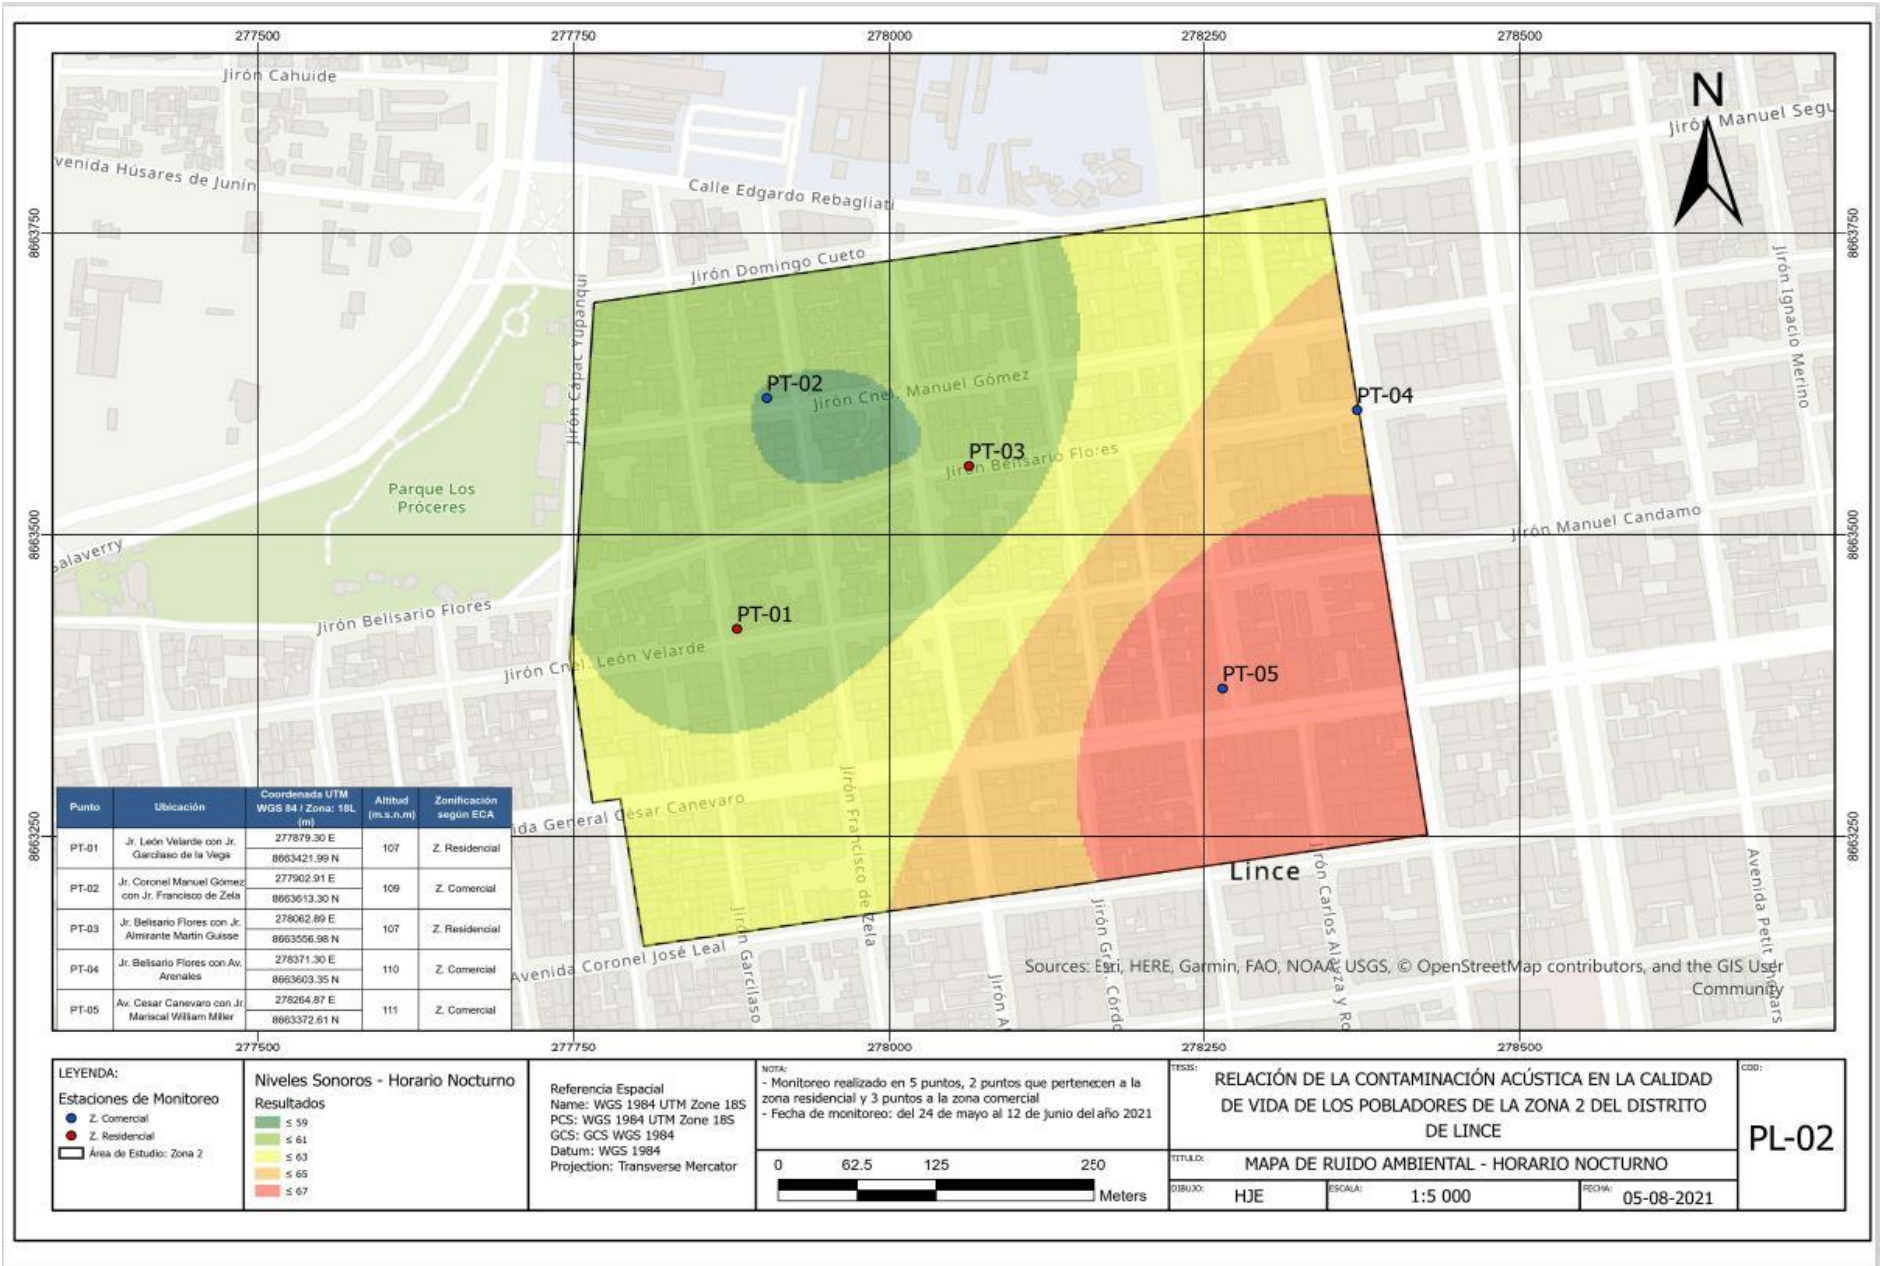 277500
277750
278000
278250
278500
8663750
8663500
8663250
8663750
8663500
8663250
N
Jirón Cahuide
Jirón Manuel Segu
venida Húsares de Junín
Calle Edgardo Rebagliati
Jirón Domingo Cueto
Jirón Cápac Yupanqui
Jirón Ignacio Merino
PT-02
Jirón Cnel. Manuel Gómez
PT-04
PT-03
Jirón Belisario Flores
Parque Los
Próceres
Jirón Manuel Candamo
Salaverry
Jirón Belisario Flores
PT-01
Jirón Cnel. León Velarde
PT-05
ida General César Canevaro
Jirón Francisco de Zela
Lince
Jirón Garcilaso
Avenida Coronel José Leal
Jirón A
Jirón Gral. Córdo
Jirón Carlos Alayza y Ro
Avenida Petit Thouars
Sources: Esri, HERE, Garmin, FAO, NOAA, USGS, © OpenStreetMap contributors, and the GIS User
Community
Punto Ubicación Coordenada UTM WGS 84 / Zona: 18L (m) Altitud (m.s.n.m) Zonificación según ECA
PT-01 Jr. León Velarde con Jr. Garcilaso de la Vega 277879.30 E 8663421.99 N 107 Z. Residencial
PT-02 Jr. Coronel Manuel Gómez con Jr. Francisco de Zela 277902.91 E 8663613.30 N 109 Z. Comercial
PT-03 Jr. Belisario Flores con Jr. Almirante Martín Guisse 278062.89 E 8663556.98 N 107 Z. Residencial
PT-04 Jr. Belisario Flores con Av. Arenales 278371.30 E 8663603.35 N 110 Z. Comercial
PT-05 Av. Cesar Canevaro con Jr. Mariscal William Miller 278264.87 E 8663372.61 N 111 Z. Comercial
277500
277750
278000
278250
278500
LEYENDA:
Estaciones de Monitoreo
Z. Comercial
Z. Residencial
Área de Estudio: Zona 2
Niveles Sonoros - Horario Nocturno
Resultados
≤ 59
≤ 61
≤ 63
≤ 65
≤ 67
Referencia Espacial
Name: WGS 1984 UTM Zone 18S
PCS: WGS 1984 UTM Zone 18S
GCS: GCS WGS 1984
Datum: WGS 1984
Projection: Transverse Mercator
NOTA:
- Monitoreo realizado en 5 puntos, 2 puntos que pertenecen a la
zona residencial y 3 puntos a la zona comercial
- Fecha de monitoreo: del 24 de mayo al 12 de junio del año 2021
0 62.5 125 250
Meters
TESIS:
RELACIÓN DE LA CONTAMINACIÓN ACÚSTICA EN LA CALIDAD
DE VIDA DE LOS POBLADORES DE LA ZONA 2 DEL DISTRITO
DE LINCE
TITULO:
MAPA DE RUIDO AMBIENTAL - HORARIO NOCTURNO
DIBUJO: HJE
ESCALA: 1:5 000
FECHA: 05-08-2021
COD:
PL-02